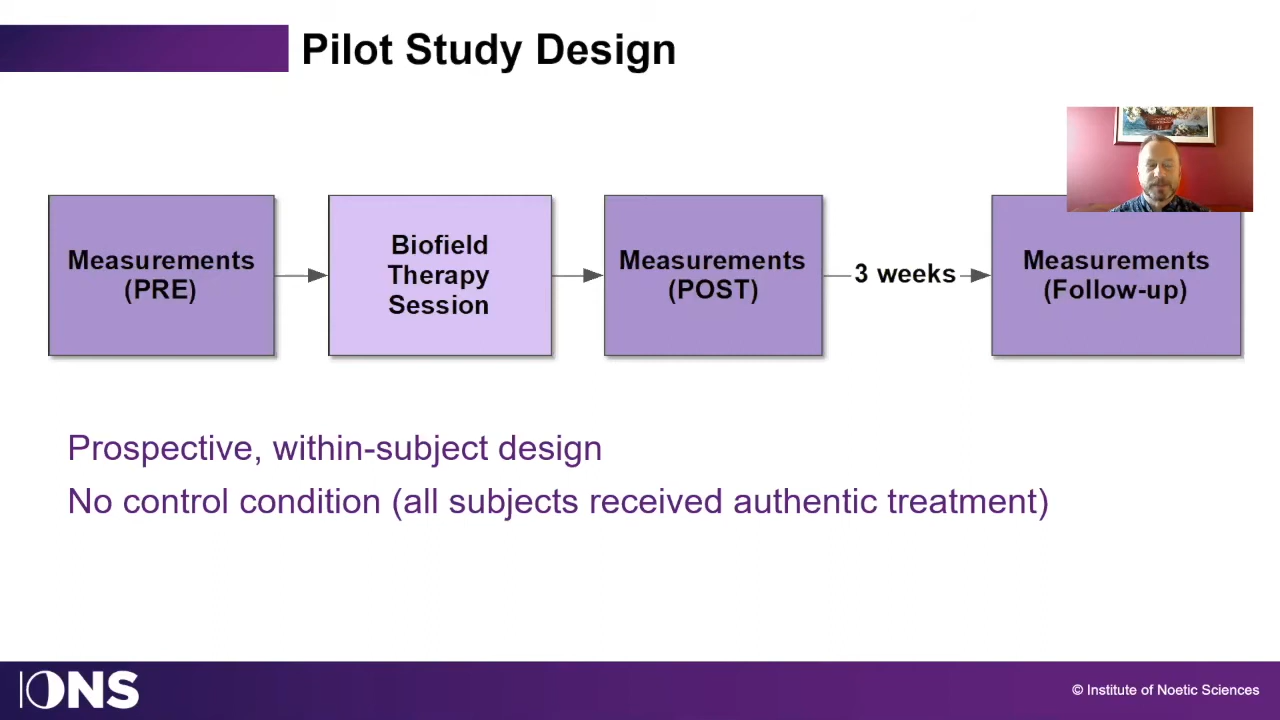 Pilot Study Design
Measurements
(PRE)
Biofield
Therapy
Session
Measurements
(POST)
3 weeks
Measurements
(Follow-up)
Prospective, within-subject design
No control condition (all subjects received authentic treatment)
IONS
© Institute of Noetic Sciences